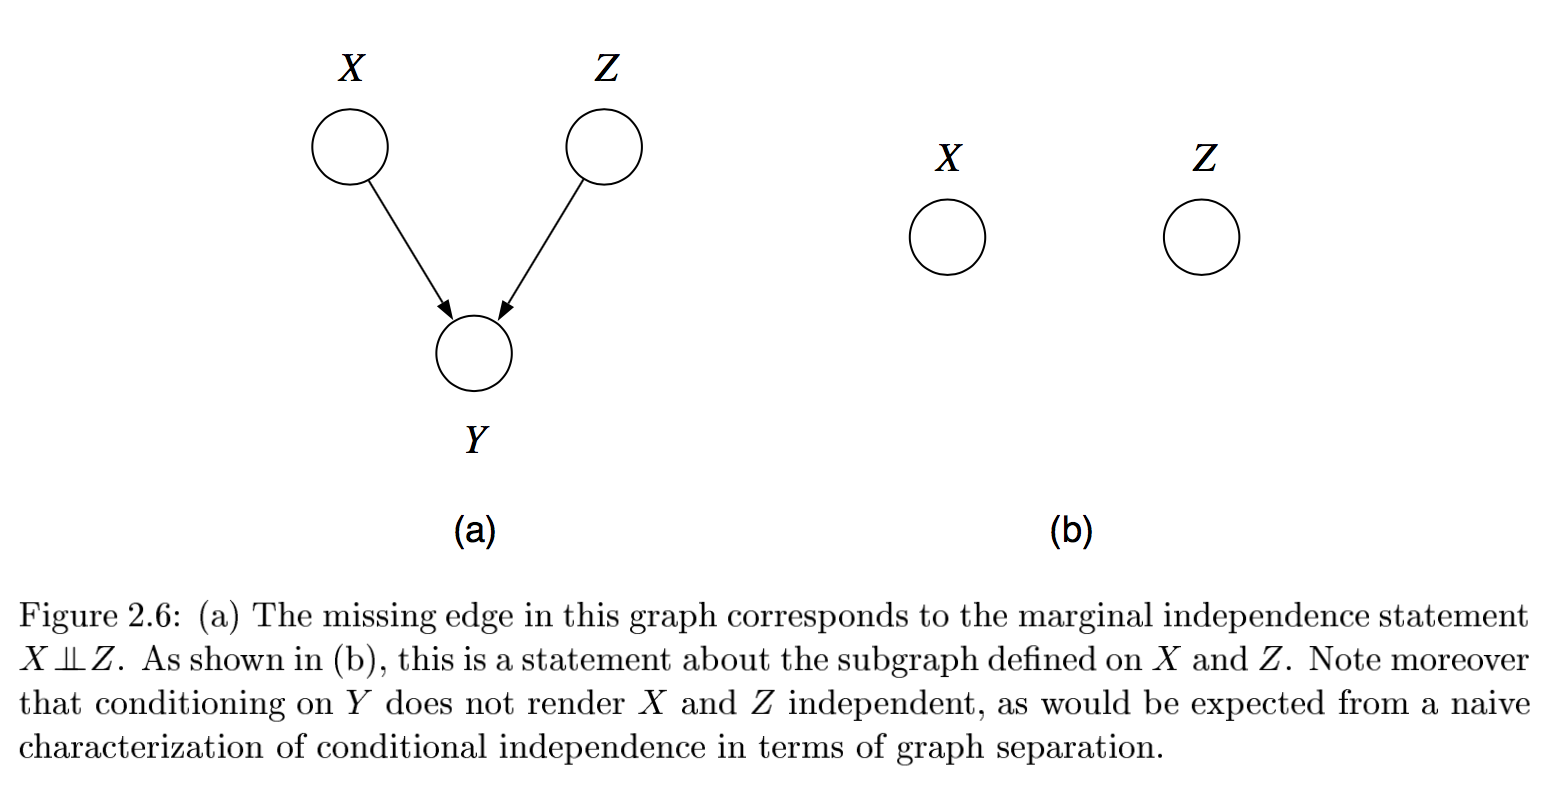 X Z
X Z
Y
(a) (b)
Figure 2.6: (a) The missing edge in this graph corresponds to the marginal independence statement
X ⫫ Z. As shown in (b), this is a statement about the subgraph defined on X and Z. Note moreover
that conditioning on Y does not render X and Z independent, as would be expected from a naive
characterization of conditional independence in terms of graph separation.